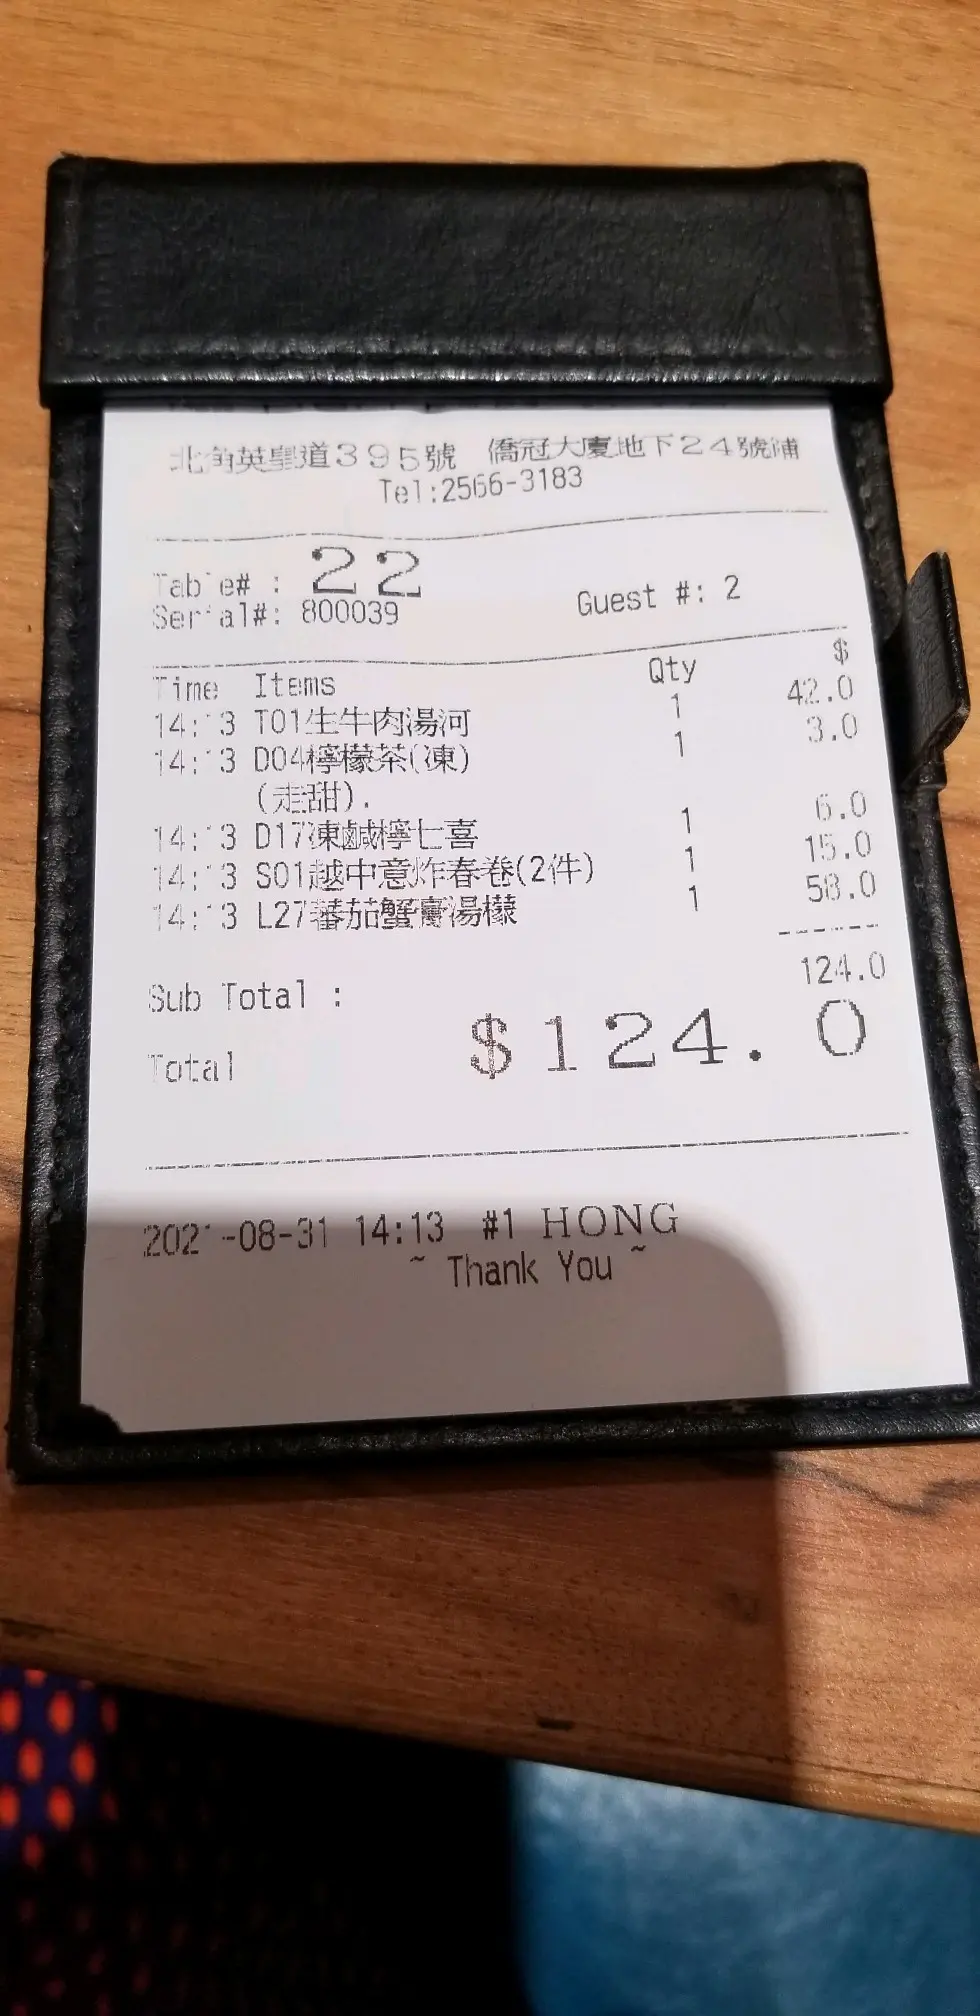 北角英皇道395號 僑冠大廈地下24號鋪
Tel:2566-3183
Table# : 22
Serial#: 800039 Guest #: 2
Time Items Qty $
14:13 T01生牛肉湯河 1 42.0
14:13 D04檸檬茶(凍) 1 3.0
(走甜).
14:13 D17凍鹹檸七喜 1 6.0
14:13 S01越中意炸春卷(2件) 1 15.0
14:13 L27蕃茄蟹膏湯檬 1 58.0
Sub Total : 124.0
Total $124.0
2021-08-31 14:13 #1 HONG
~ Thank You ~